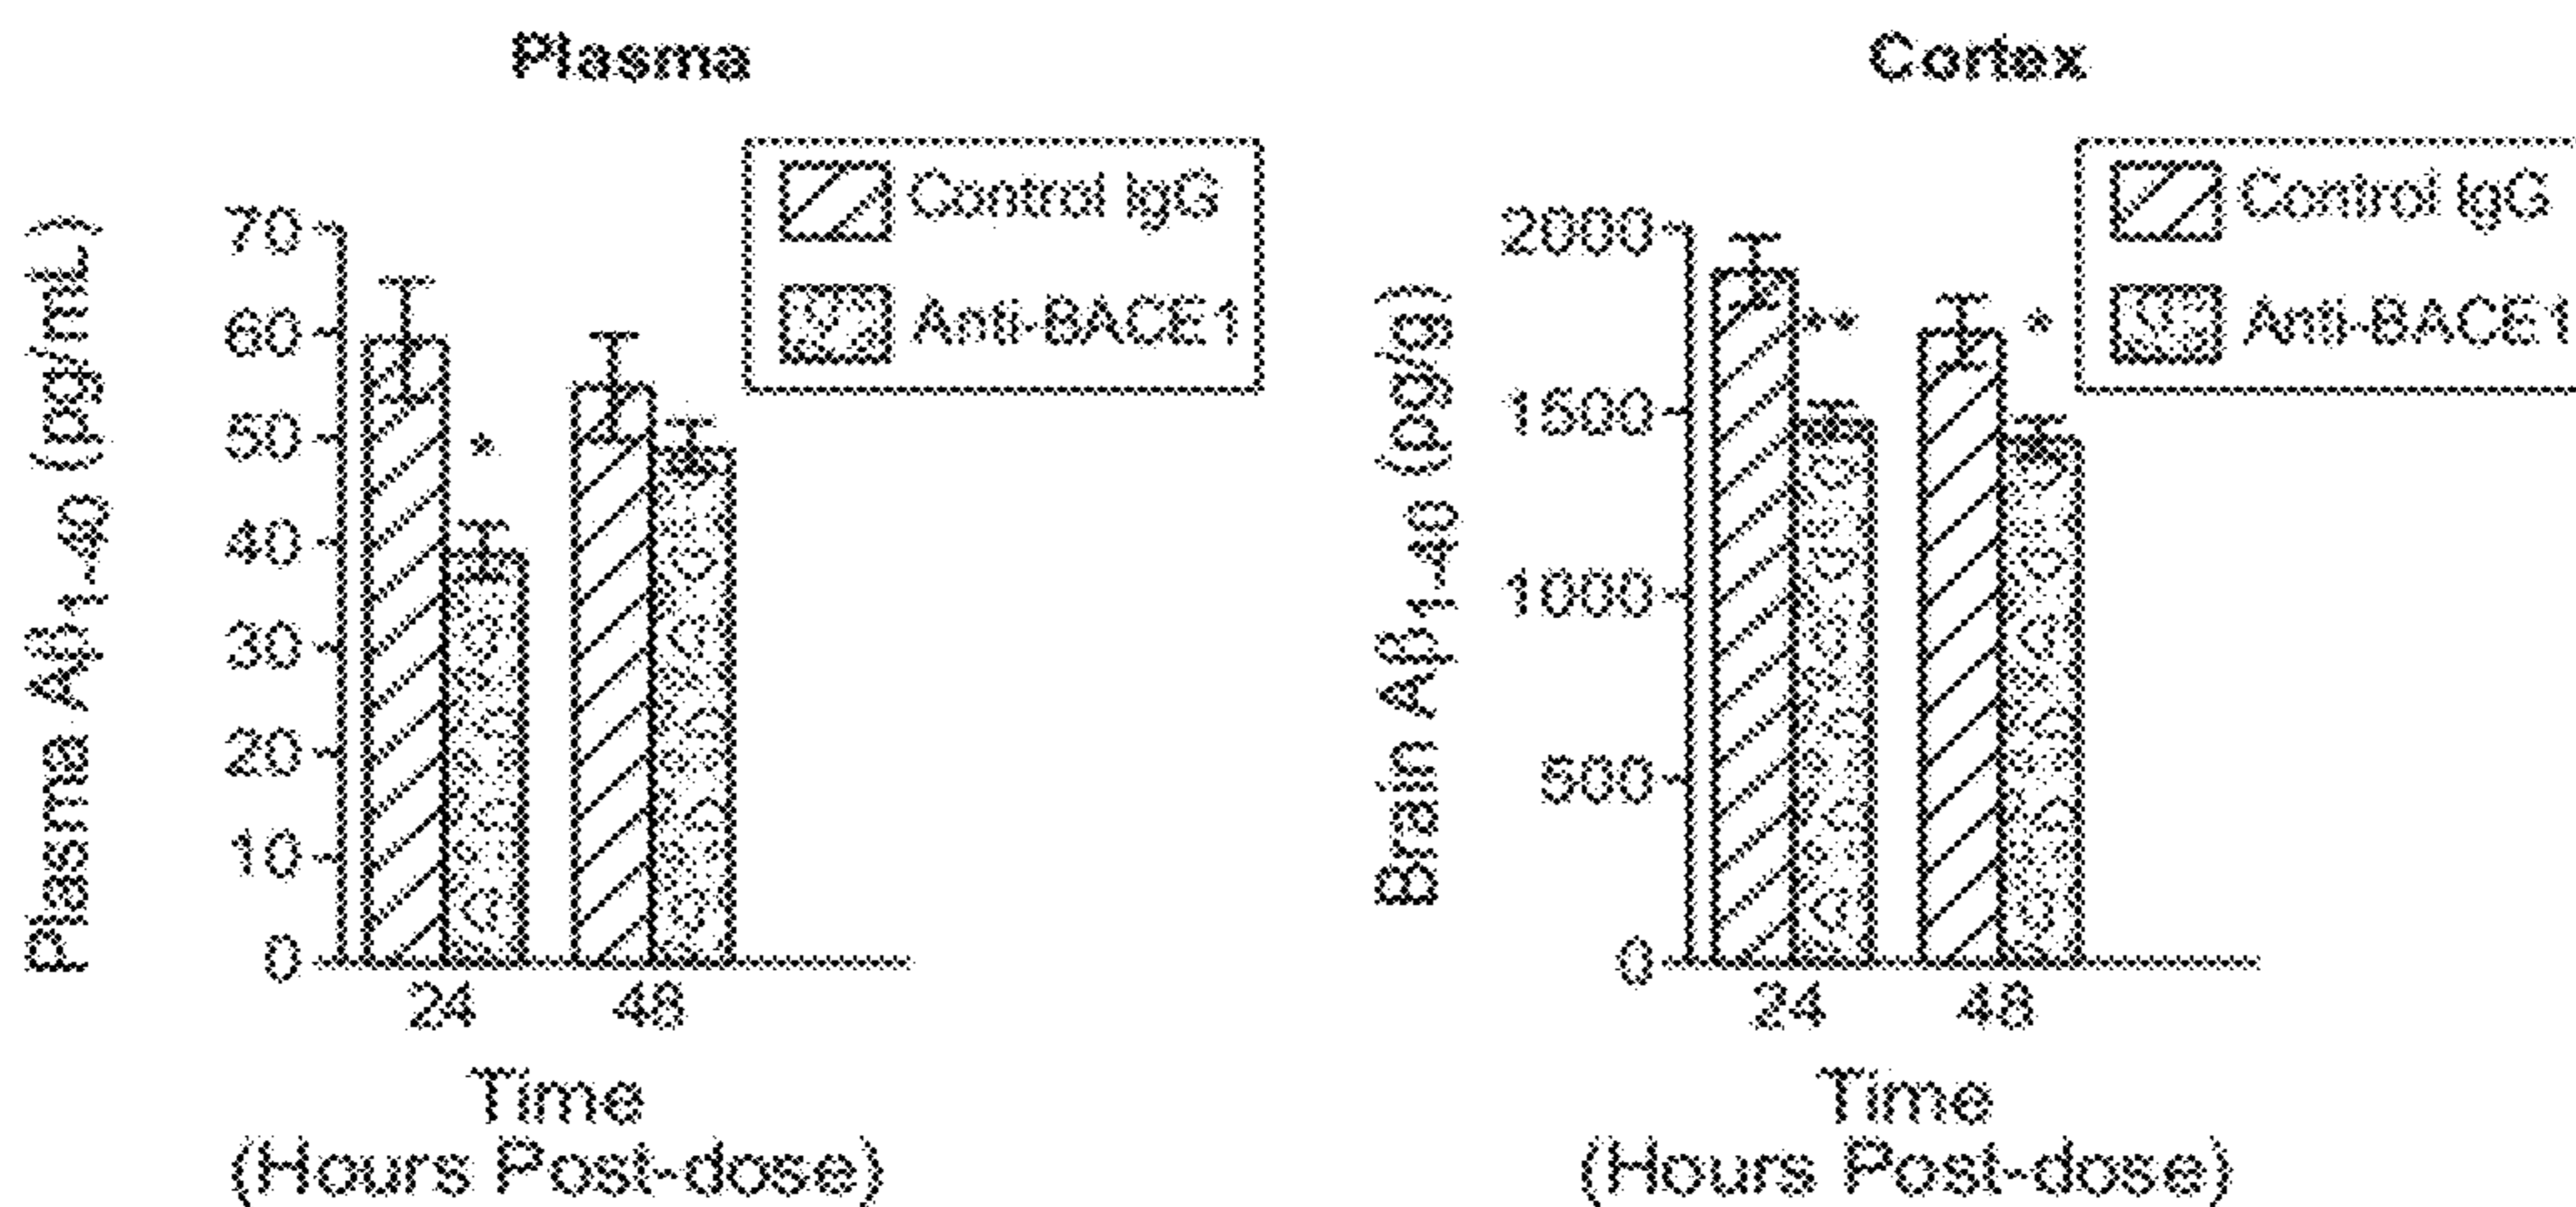 Plasma
Control IgG
Anti-BACE1
Plasma Aβ1-40 (pg/mL)
70
60
50
40
30
20
10
0
*
24
48
Time
(Hours Post-dose)
Cortex
Control IgG
Anti-BACE1
Brain Aβ1-40 (pg/g)
2000
1500
1000
500
0
**
*
24
48
Time
(Hours Post-dose)